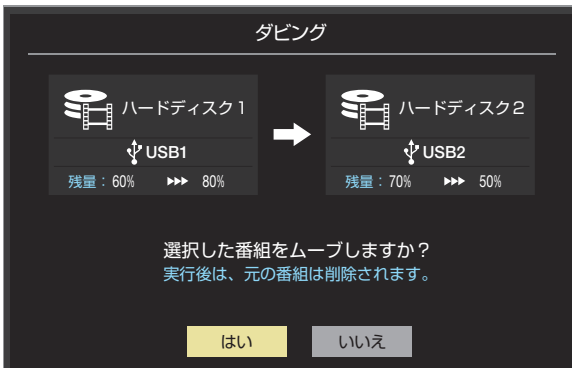 ダビング
ハードディスク1
USB1
残量：60% ▸▸▸ 80%
ハードディスク2
USB2
残量：70% ▸▸▸ 50%
選択した番組をムーブしますか？
実行後は、元の番組は削除されます。
はい
いいえ